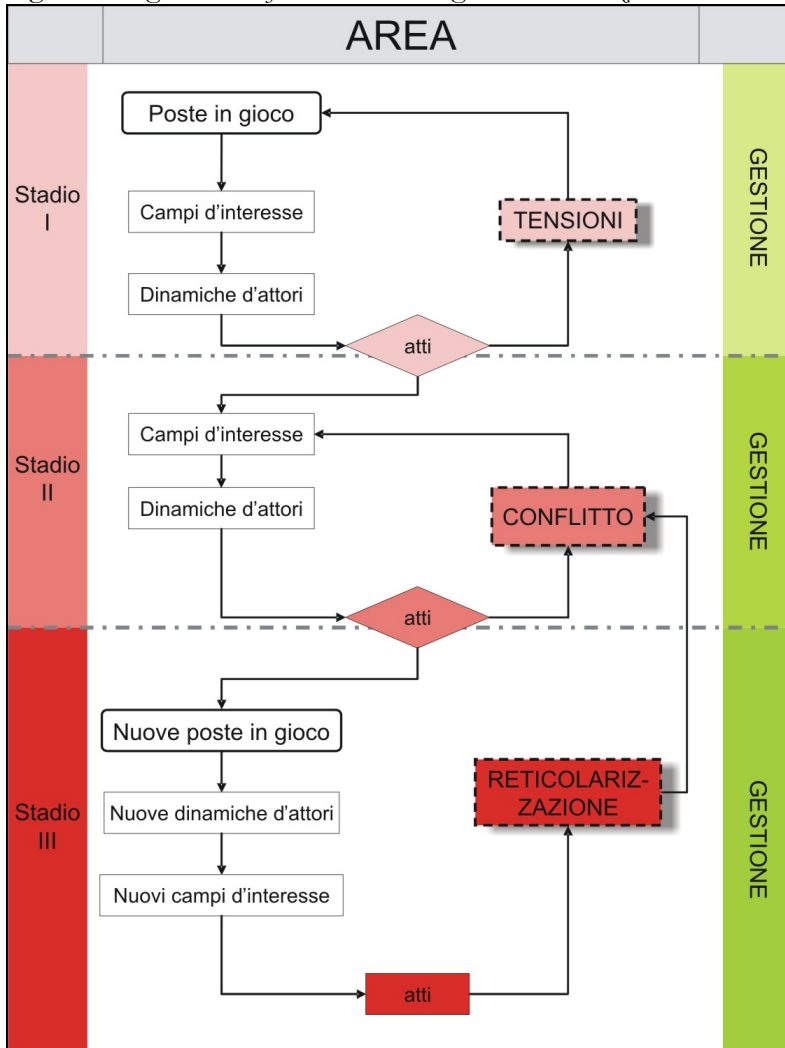 AREA
Stadio
I
Poste in gioco
Campi d'interesse
Dinamiche d'attori
atti
TENSIONI
GESTIONE
Stadio
II
Campi d'interesse
Dinamiche d'attori
atti
CONFLITTO
GESTIONE
Stadio
III
Nuove poste in gioco
Nuove dinamiche d'attori
Nuovi campi d'interesse
atti
RETICOLARIZ-
ZAZIONE
GESTIONE